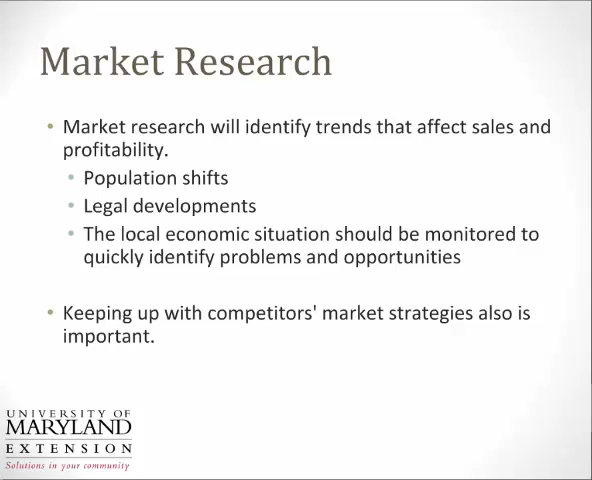 Market Research
• Market research will identify trends that affect sales and
profitability.
• Population shifts
• Legal developments
• The local economic situation should be monitored to
quickly identify problems and opportunities
• Keeping up with competitors' market strategies also is
important.
UNIVERSITY OF
MARYLAND
EXTENSION
Solutions in your community